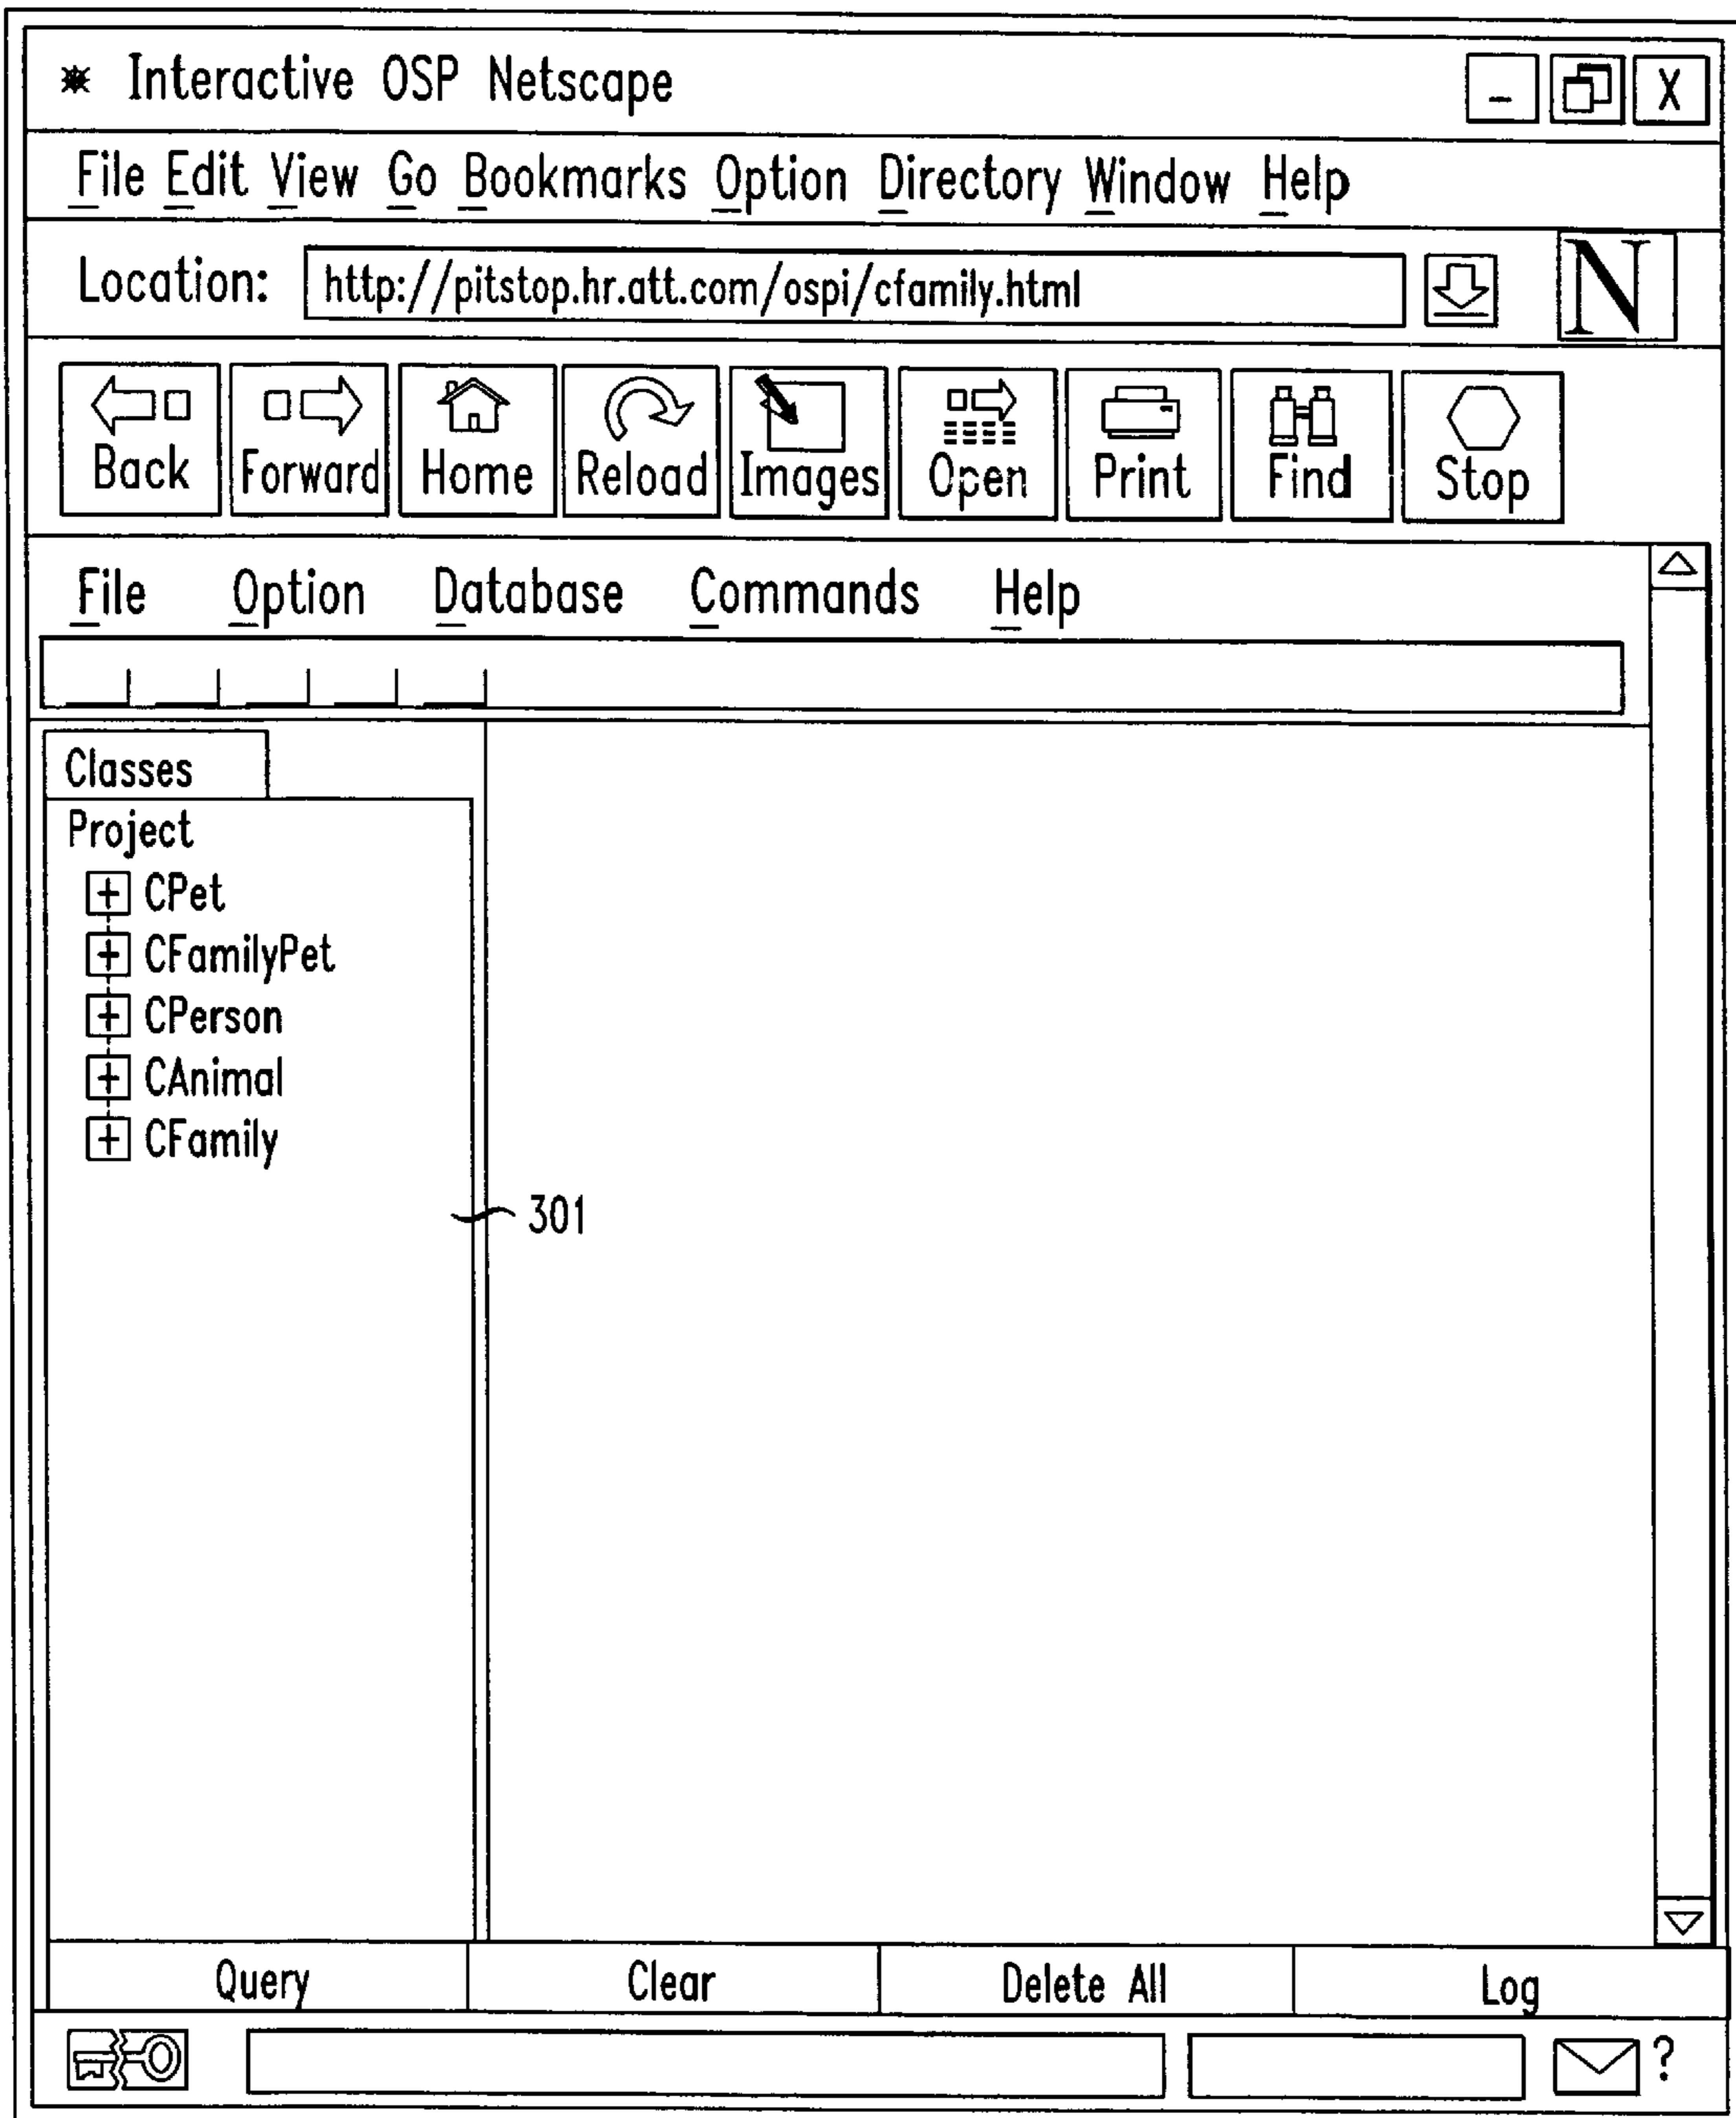 * Interactive OSP Netscape
_ X
File Edit View Go Bookmarks Option Directory Window Help
Location: http://pitstop.hr.att.com/ospi/cfamily.html
N
Back Forward Home Reload Images Open Print Find Stop
File Option Database Commands Help
Classes
Project
+ CPet
+ CFamilyPet
+ CPerson
+ CAnimal
+ CFamily
301
Query Clear Delete All Log
?